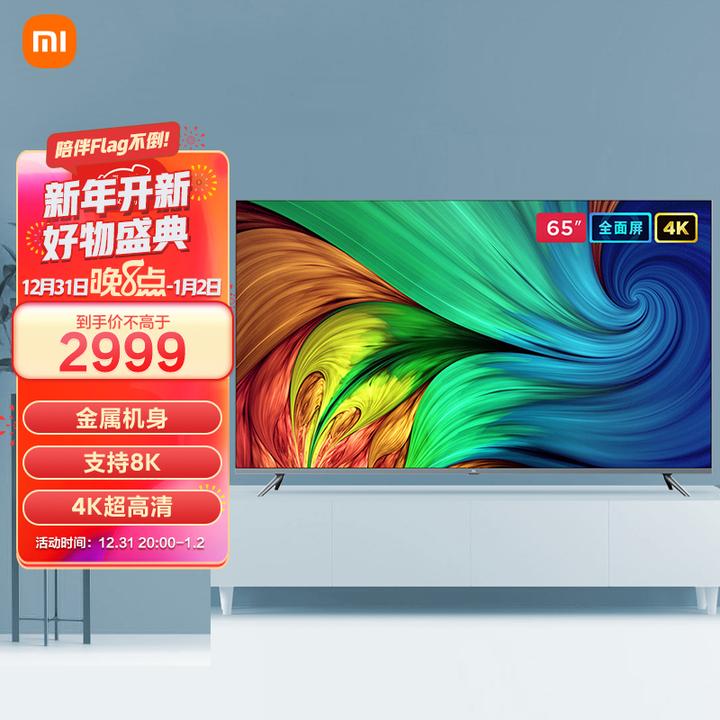 mi
陪伴Flag不倒!
新年开新
好物盛典
12月31日晚8点-1月2日
到手价不高于
2999
金属机身
支持8K
4K超高清
活动时间：12.31 20:00-1.2
65″
全面屏
4K